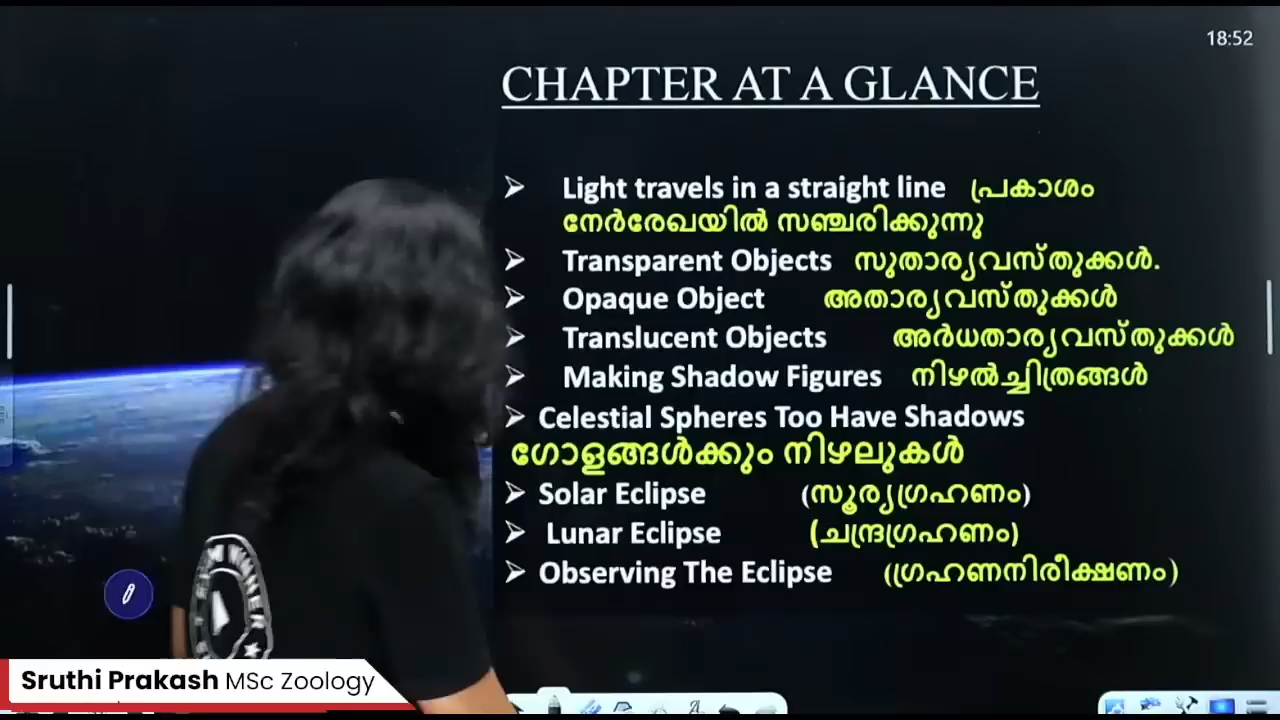 18:52
CHAPTER AT A GLANCE
➢ Light travels in a straight line പ്രകാശം
നേർരേഖയിൽ സഞ്ചരിക്കുന്നു
➢ Transparent Objects സുതാര്യവസ്തുക്കൾ.
➢ Opaque Object അതാര്യവസ്തുക്കൾ
➢ Translucent Objects അർധതാര്യവസ്തുക്കൾ
➢ Making Shadow Figures നിഴൽച്ചിത്രങ്ങൾ
➢ Celestial Spheres Too Have Shadows
ഗോളങ്ങൾക്കും നിഴലുകൾ
➢ Solar Eclipse (സൂര്യഗ്രഹണം)
➢ Lunar Eclipse (ചന്ദ്രഗ്രഹണം)
➢ Observing The Eclipse ((ഗ്രഹണനിരീക്ഷണം)
Sruthi Prakash MSc Zoology